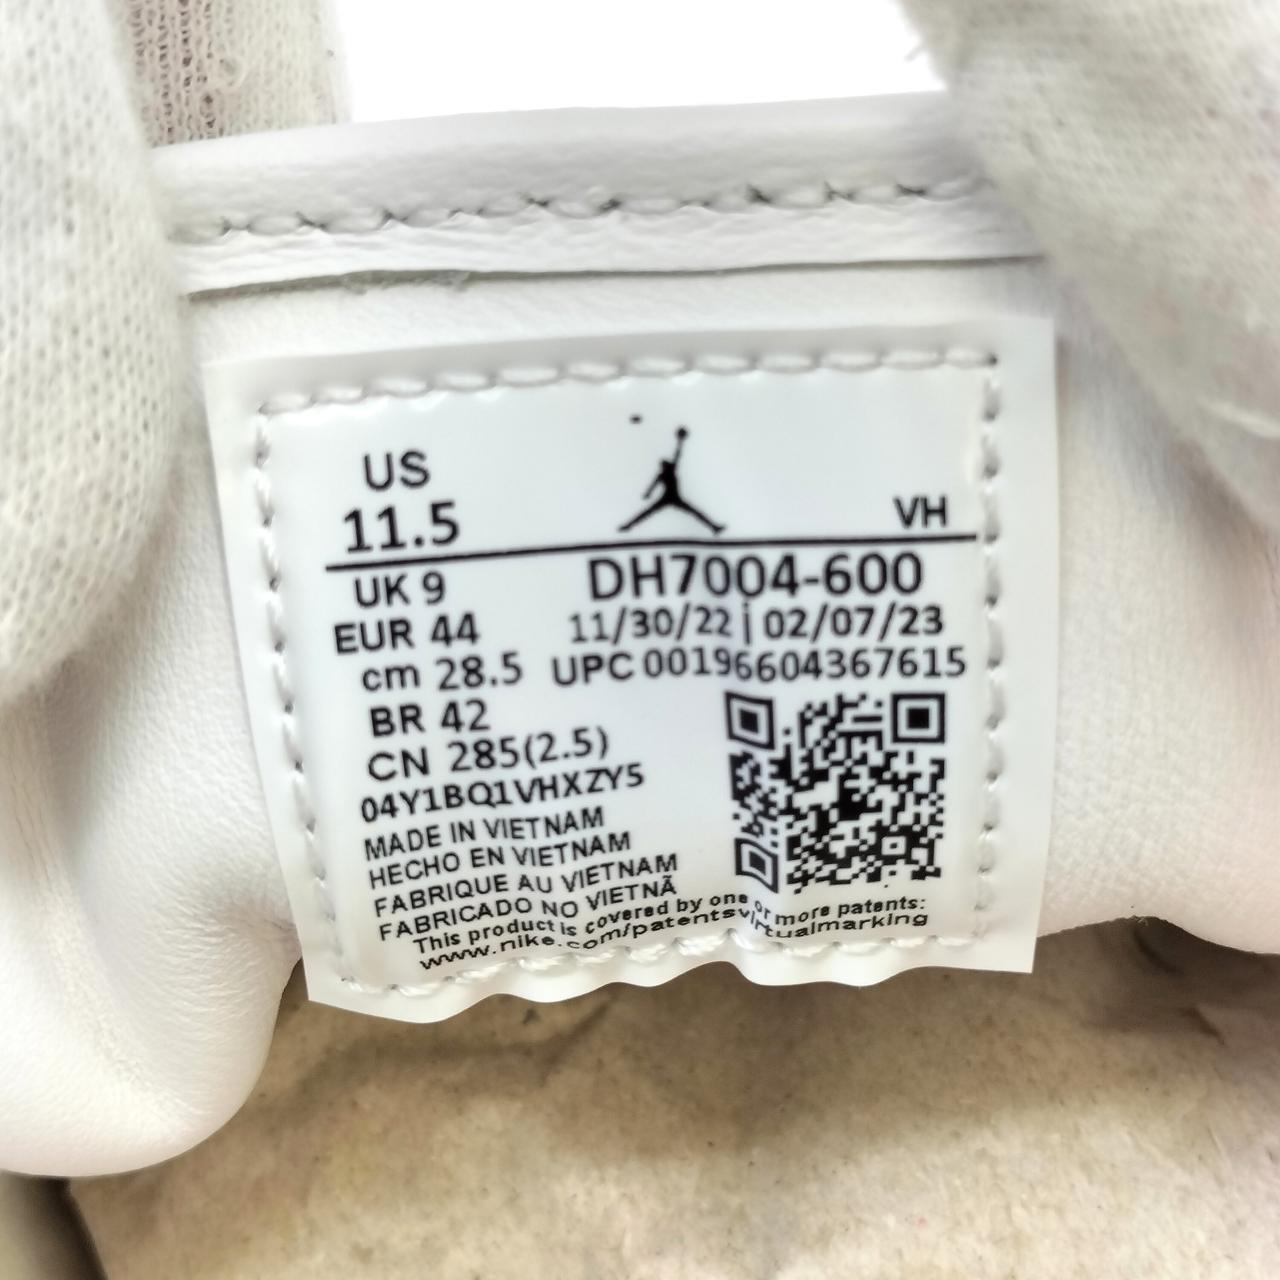 US
11.5
VH
UK 9
DH7004-600
EUR 44
11/30/22 | 02/07/23
cm 28.5
UPC 00196604367615
BR 42
CN 285(2.5)
04Y1BQ1VHXZY5
MADE IN VIETNAM
HECHO EN VIETNAM
FABRIQUE AU VIETNAM
FABRICADO NO VIETNÃ
This product is covered by one or more patents:
www.nike.com/patentsvirtualmarking